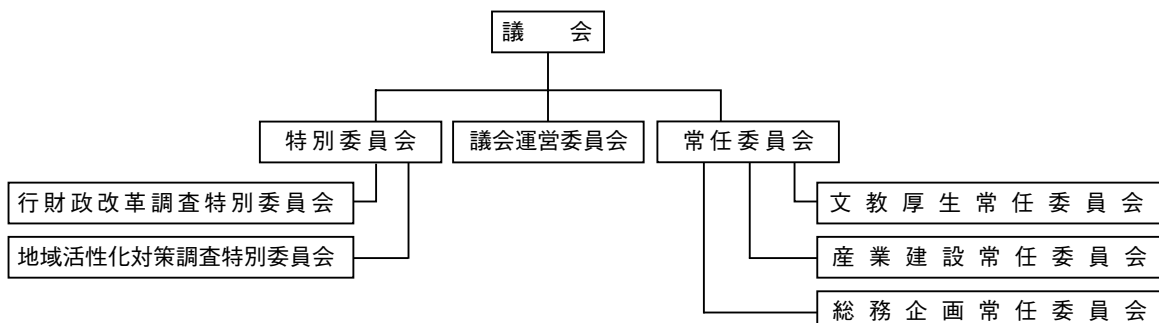 議会
特別委員会
議会運営委員会
常任委員会
行財政改革調査特別委員会
文教厚生常任委員会
地域活性化対策調査特別委員会
産業建設常任委員会
総務企画常任委員会